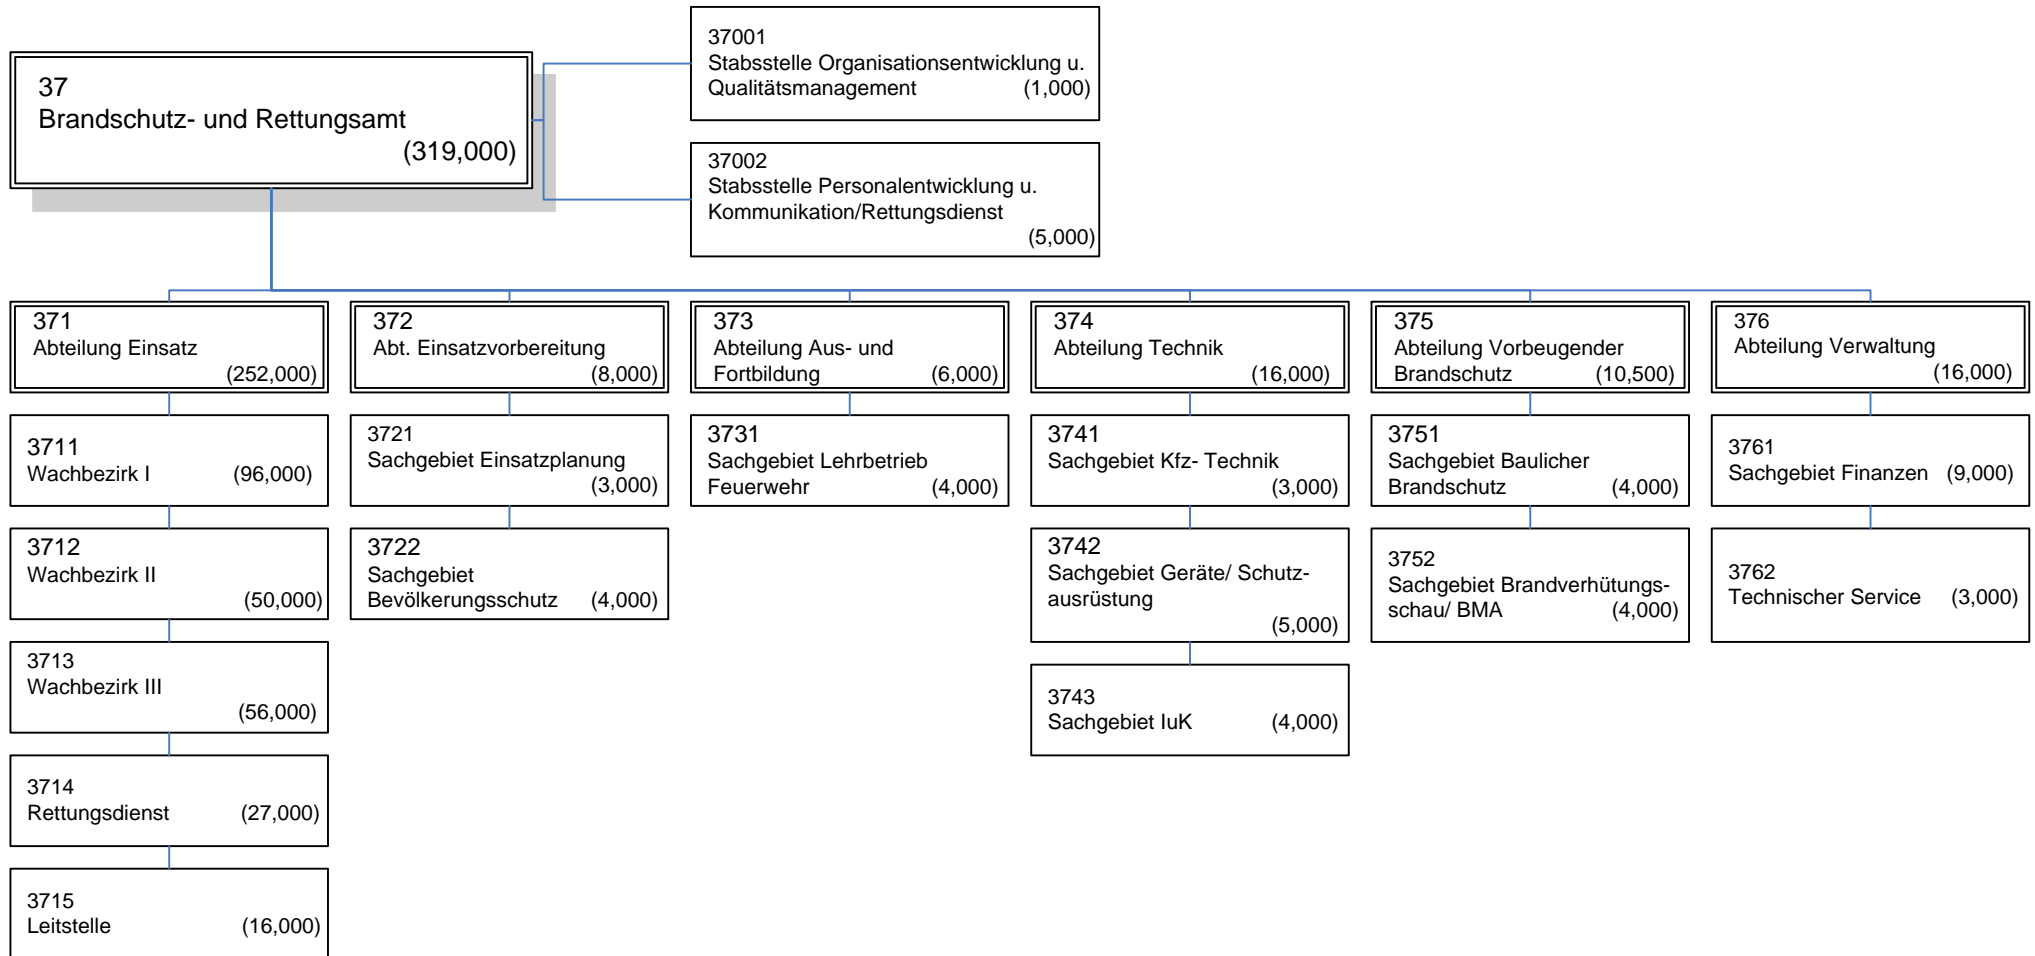 37
Brandschutz- und Rettungsamt
(319,000)
37001
Stabsstelle Organisationsentwicklung u.
Qualitätsmanagement (1,000)
37002
Stabsstelle Personalentwicklung u.
Kommunikation/Rettungsdienst
(5,000)
371
Abteilung Einsatz
(252,000)
372
Abt. Einsatzvorbereitung
(8,000)
373
Abteilung Aus- und
Fortbildung (6,000)
374
Abteilung Technik
(16,000)
375
Abteilung Vorbeugender
Brandschutz (10,500)
376
Abteilung Verwaltung
(16,000)
3711
Wachbezirk I (96,000)
3721
Sachgebiet Einsatzplanung
(3,000)
3731
Sachgebiet Lehrbetrieb
Feuerwehr (4,000)
3741
Sachgebiet Kfz- Technik
(3,000)
3751
Sachgebiet Baulicher
Brandschutz (4,000)
3761
Sachgebiet Finanzen (9,000)
3712
Wachbezirk II
(50,000)
3722
Sachgebiet
Bevölkerungsschutz (4,000)
3742
Sachgebiet Geräte/ Schutz-
ausrüstung
(5,000)
3752
Sachgebiet Brandverhütungs-
schau/ BMA (4,000)
3762
Technischer Service (3,000)
3713
Wachbezirk III
(56,000)
3743
Sachgebiet IuK (4,000)
3714
Rettungsdienst (27,000)
3715
Leitstelle (16,000)